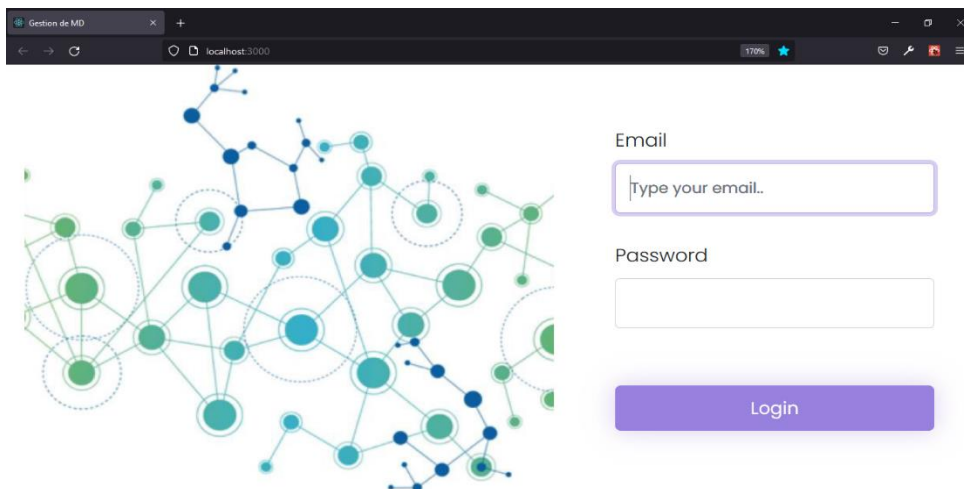 Gestion de MD
localhost:3000
170%
Email
Type your email..
Password
Login